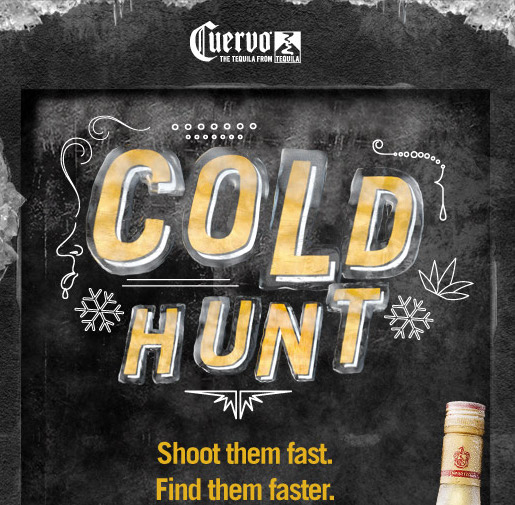 Cuervo
THE TEQUILA FROM TEQUILA
COLD
HUNT
Shoot them fast.
Find them faster.